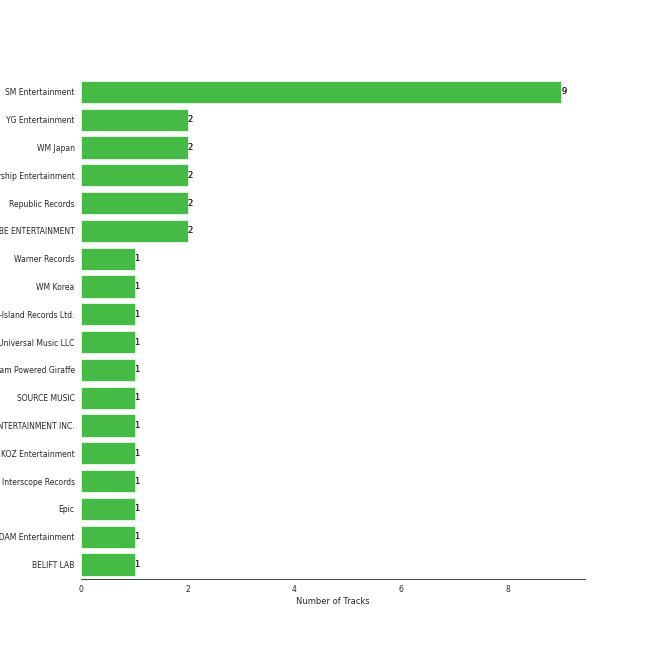 SM Entertainment 9
YG Entertainment 2
WM Japan 2
rship Entertainment 2
Republic Records 2
BE ENTERTAINMENT 2
Warner Records 1
WM Korea 1
-Island Records Ltd. 1
Universal Music LLC 1
am Powered Giraffe 1
SOURCE MUSIC 1
NTERTAINMENT INC. 1
KOZ Entertainment 1
Interscope Records 1
Epic 1
DAM Entertainment 1
BELIFT LAB 1
0 2 4 6 8
Number of Tracks